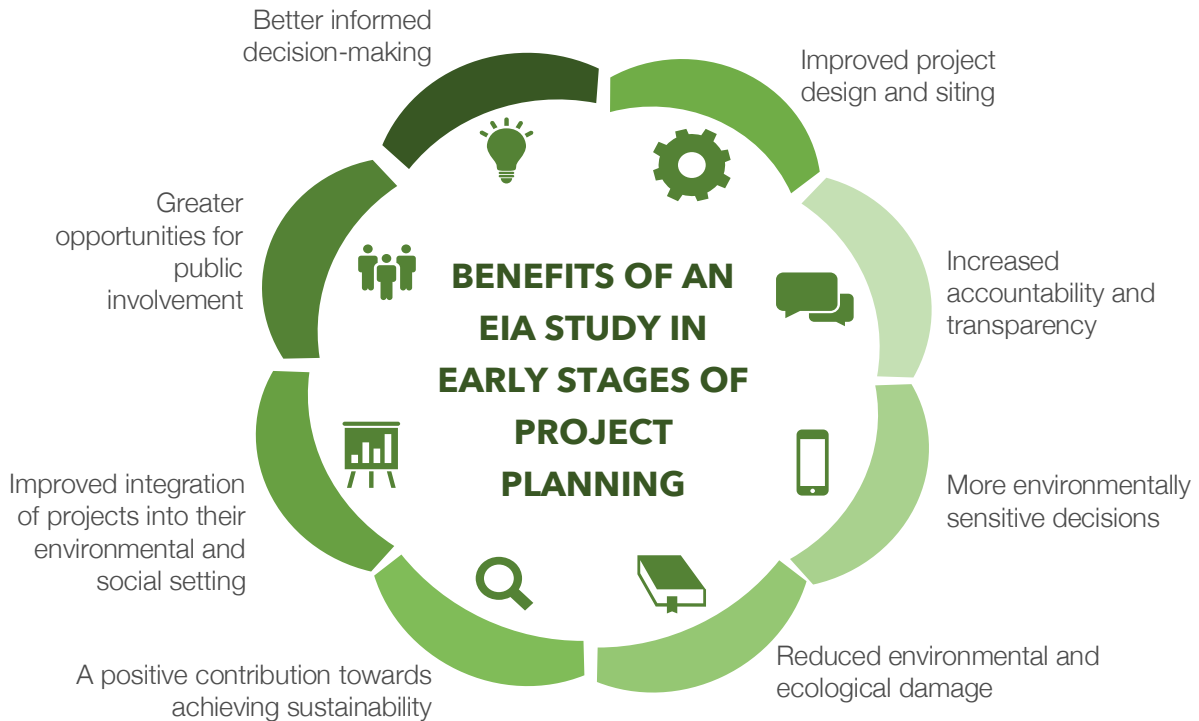 Better informed
decision-making
Improved project
design and siting
Greater
opportunities for
public
involvement
BENEFITS OF AN
EIA STUDY IN
EARLY STAGES OF
PROJECT
PLANNING
Increased
accountability and
transparency
Improved integration
of projects into their
environmental and
social setting
More environmentally
sensitive decisions
A positive contribution towards
achieving sustainability
Reduced environmental and
ecological damage